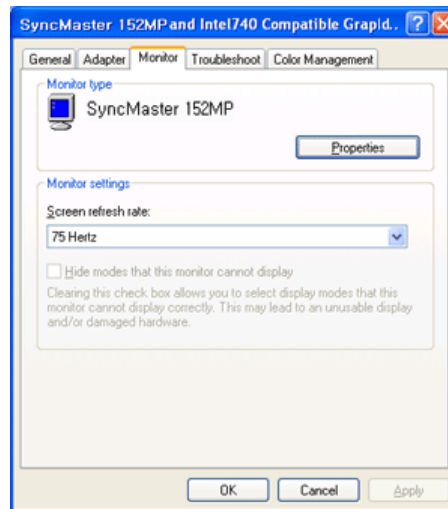 SyncMaster 152MP and Intel740 Compatible Grapld..
General Adapter Monitor Troubleshoot Color Management
Monitor type
SyncMaster 152MP
Properties
Monitor settings
Screen refresh rate:
75 Hertz
Hide modes that this monitor cannot display
Clearing this check box allows you to select display modes that this
monitor cannot display correctly. This may lead to an unusable display
and/or damaged hardware.
OK Cancel Apply